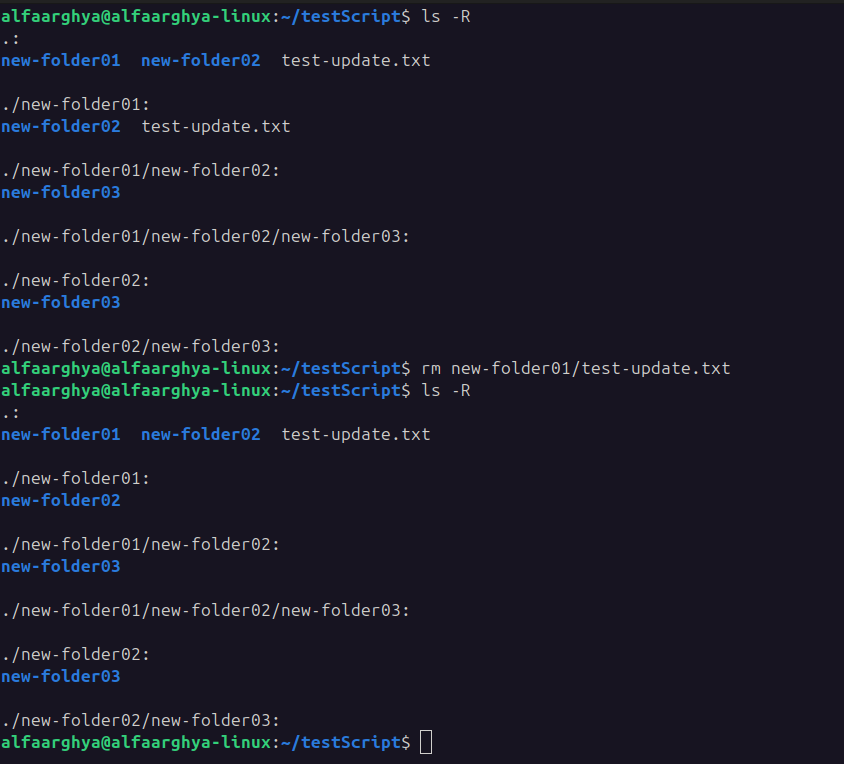 alfaarghya@alfaarghya-linux:~/testScript$ ls -R
.:
new-folder01  new-folder02  test-update.txt

./new-folder01:
new-folder02  test-update.txt

./new-folder01/new-folder02:
new-folder03

./new-folder01/new-folder02/new-folder03:

./new-folder02:
new-folder03

./new-folder02/new-folder03:
alfaarghya@alfaarghya-linux:~/testScript$ rm new-folder01/test-update.txt
alfaarghya@alfaarghya-linux:~/testScript$ ls -R
.:
new-folder01  new-folder02  test-update.txt

./new-folder01:
new-folder02

./new-folder01/new-folder02:
new-folder03

./new-folder01/new-folder02/new-folder03:

./new-folder02:
new-folder03

./new-folder02/new-folder03:
alfaarghya@alfaarghya-linux:~/testScript$